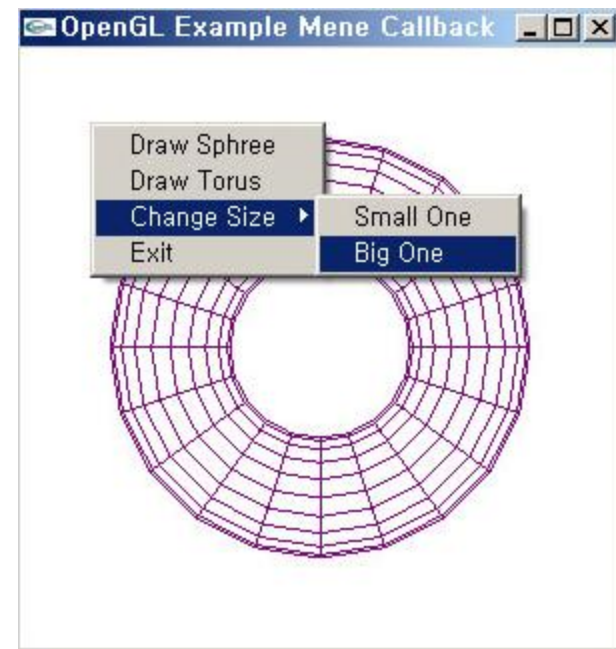 OpenGL Example Mene Callback
Draw Sphree
Draw Torus
Change Size
Exit
Small One
Big One